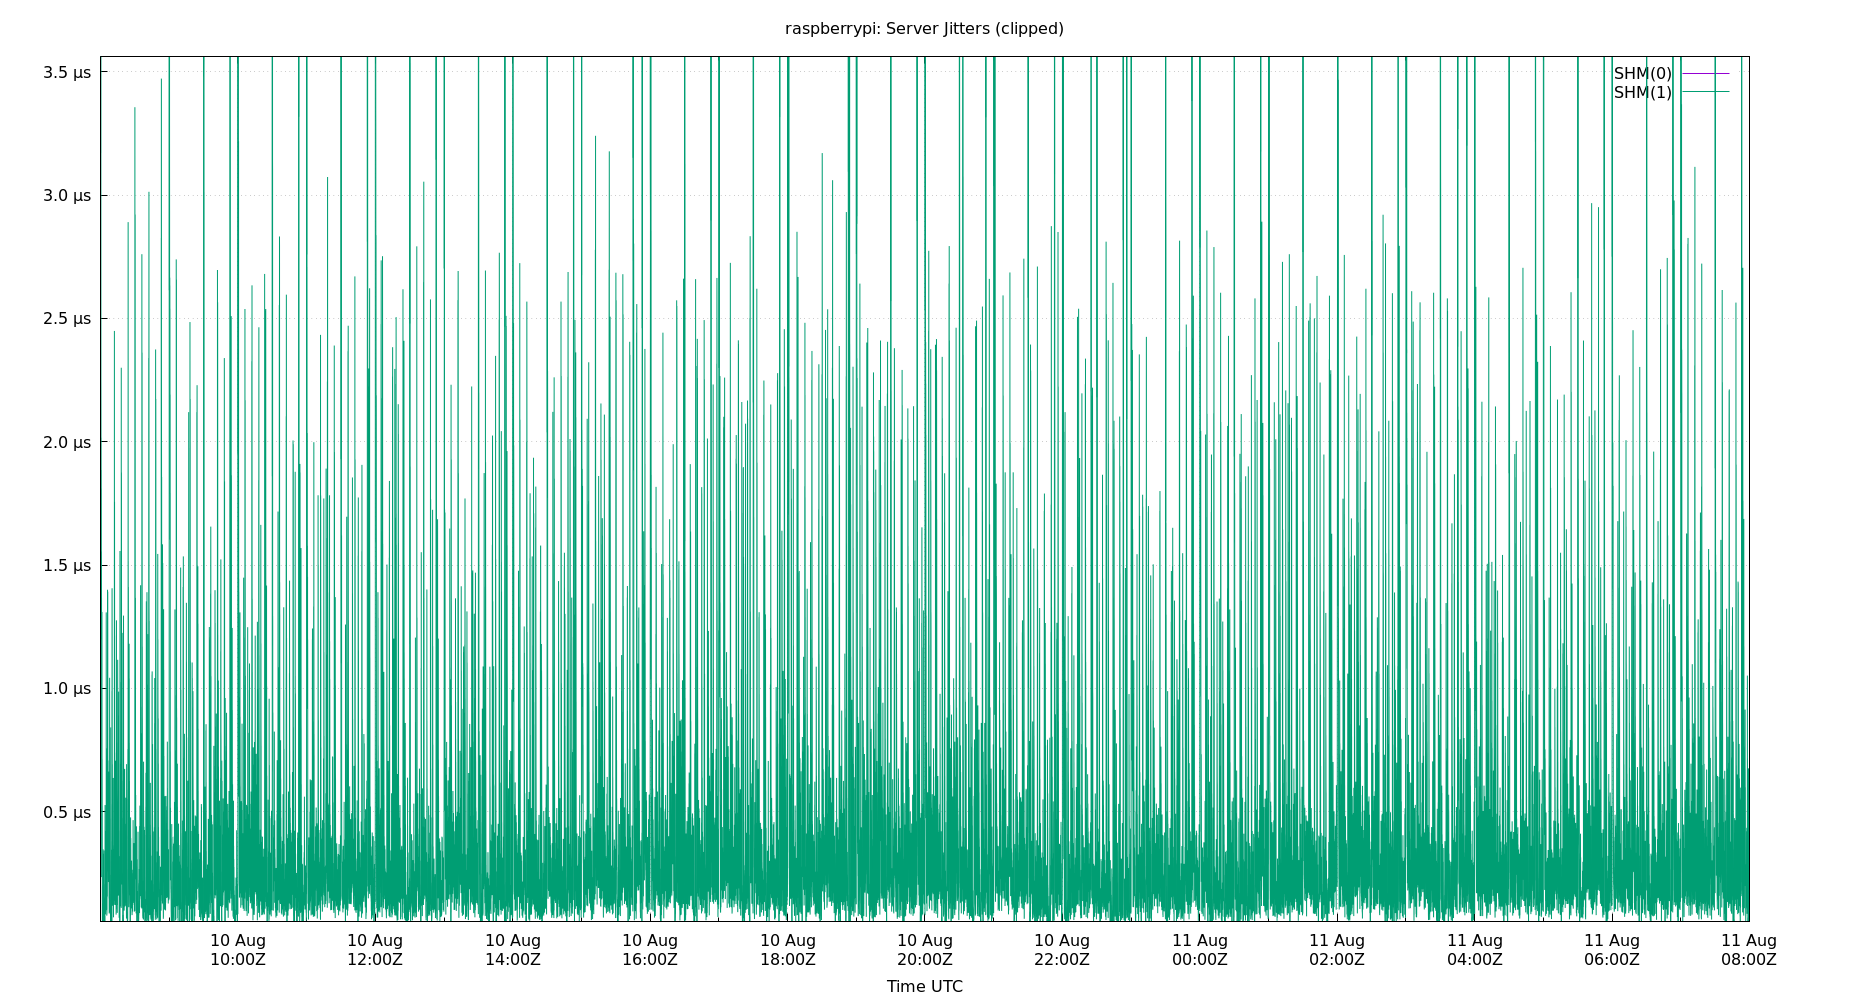 raspberrypi: Server Jitters (clipped)
SHM(0)
SHM(1)
3.5 μs
3.0 μs
2.5 μs
2.0 μs
1.5 μs
1.0 μs
0.5 μs
10 Aug 10 Aug 10 Aug 10 Aug 10 Aug 10 Aug 10 Aug 11 Aug 11 Aug 11 Aug 11 Aug 11 Aug
10:00Z 12:00Z 14:00Z 16:00Z 18:00Z 20:00Z 22:00Z 00:00Z 02:00Z 04:00Z 06:00Z 08:00Z
Time UTC